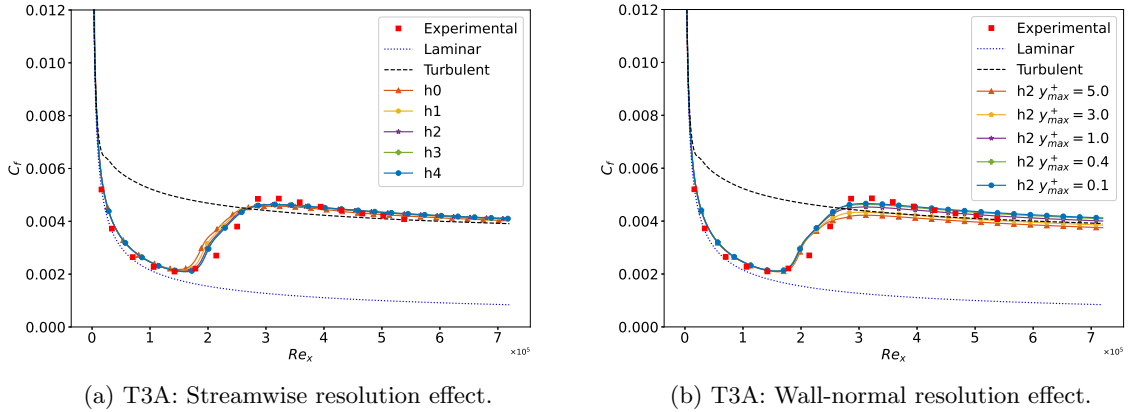 0.012
0.010
0.008
0.006
0.004
0.002
0.000
C_f
Experimental
Laminar
Turbulent
h0
h1
h2
h3
h4
0 1 2 3 4 5 6 7
×10⁵
Re_x
(a) T3A: Streamwise resolution effect.
0.012
0.010
0.008
0.006
0.004
0.002
0.000
C_f
Experimental
Laminar
Turbulent
h2 y⁺_max = 5.0
h2 y⁺_max = 3.0
h2 y⁺_max = 1.0
h2 y⁺_max = 0.4
h2 y⁺_max = 0.1
0 1 2 3 4 5 6 7
×10⁵
Re_x
(b) T3A: Wall-normal resolution effect.